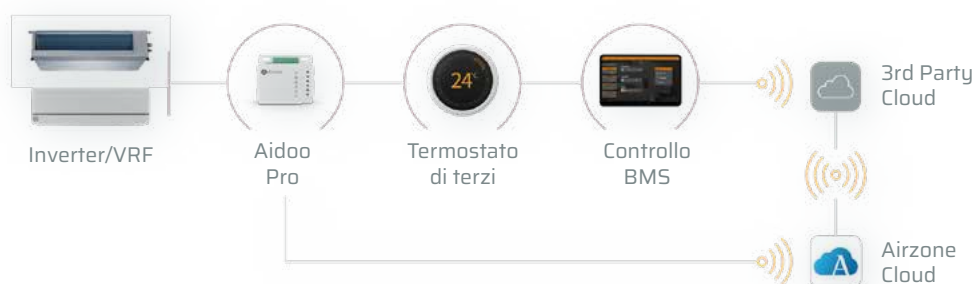 24°c
3rd Party
Cloud
Inverter/VRF
Aidoo
Pro
Termostato
di terzi
Controllo
BMS
Airzone
Cloud
A